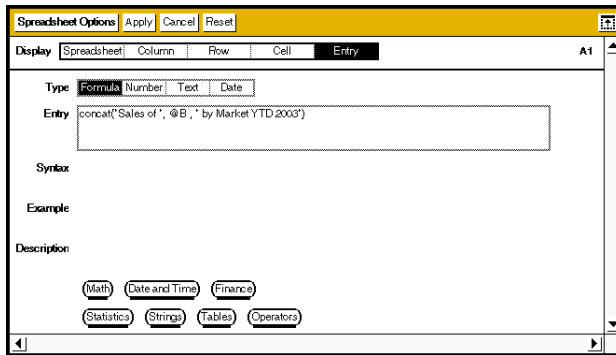 Spreadsheet Options Apply Cancel Reset
Display Spreadsheet Column Row Cell Entry A1
Type Formula Number Text Date
Entry concat("Sales of ", @B , " by Market YTD 2003")
Syntax
Example
Description
Math Date and Time Finance
Statistics Strings Tables Operators